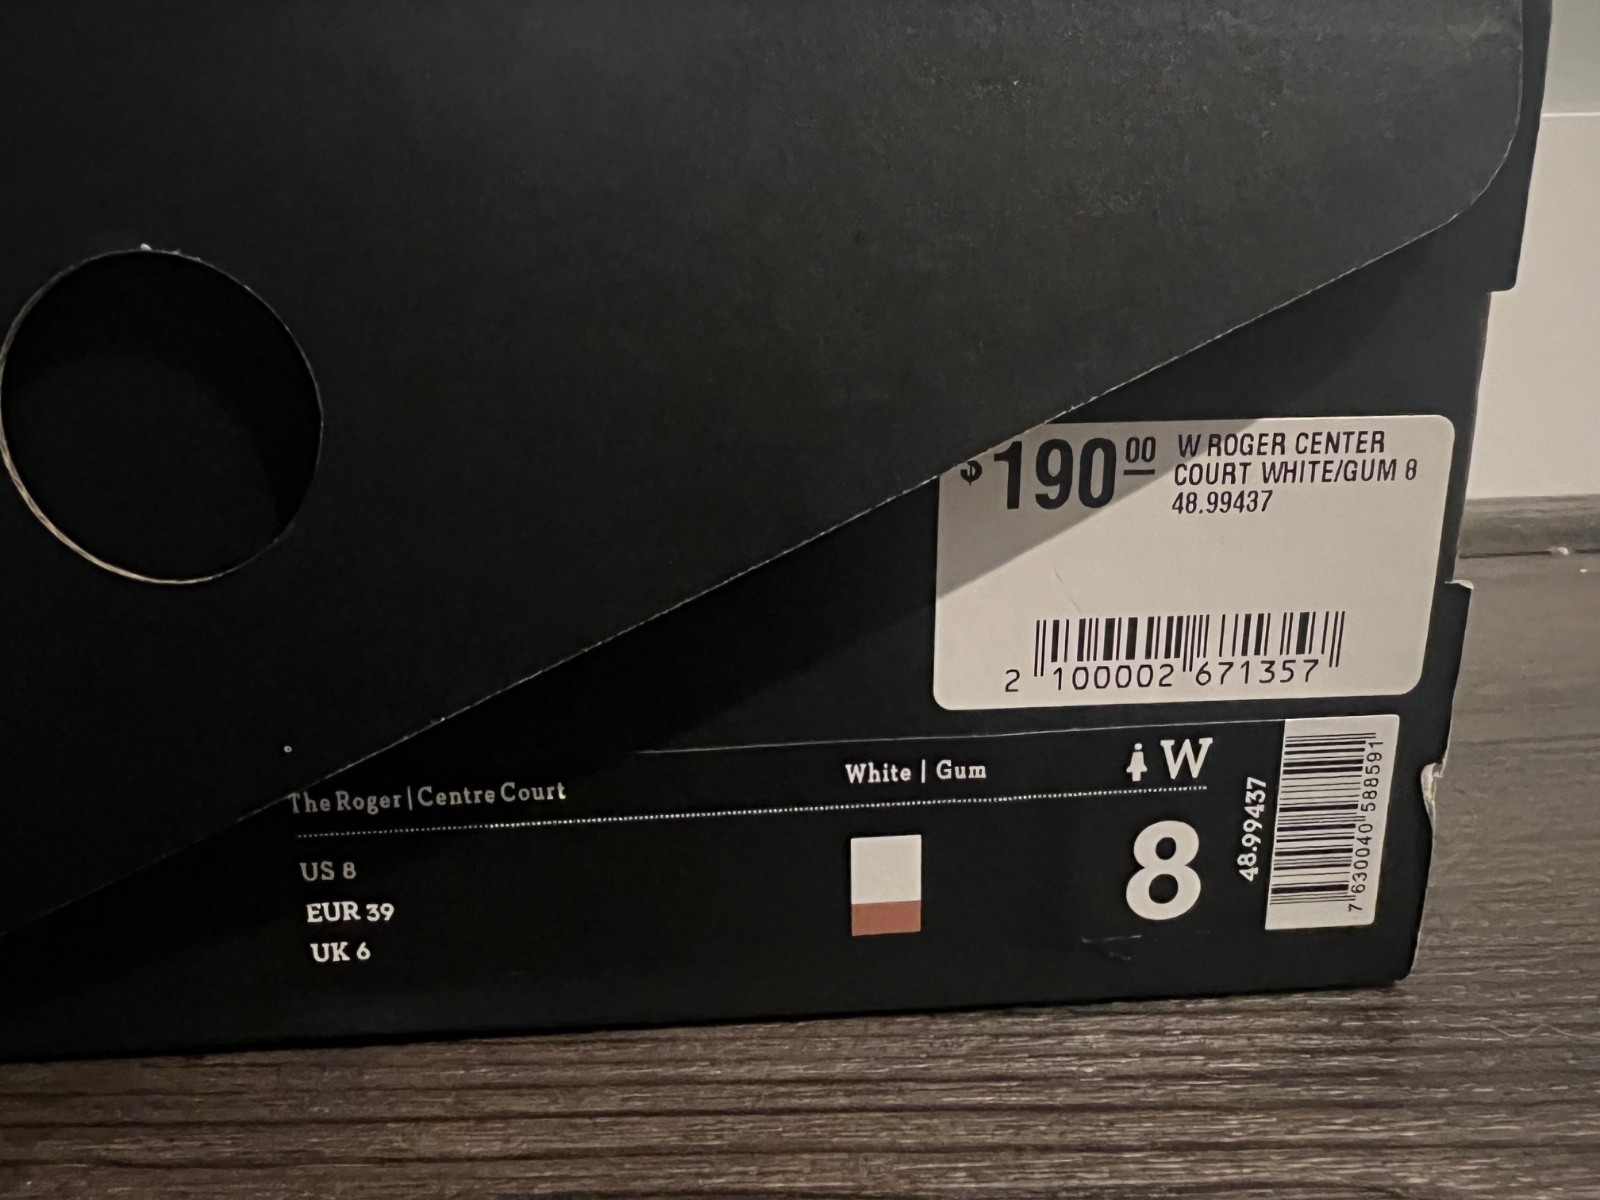 $190.00
W ROGER CENTER
COURT WHITE/GUM 8
48.99437
2 100002 671357
The Roger | Centre Court
White | Gum
W
US 8
EUR 39
UK 6
8
48.99437
7 630040 588591